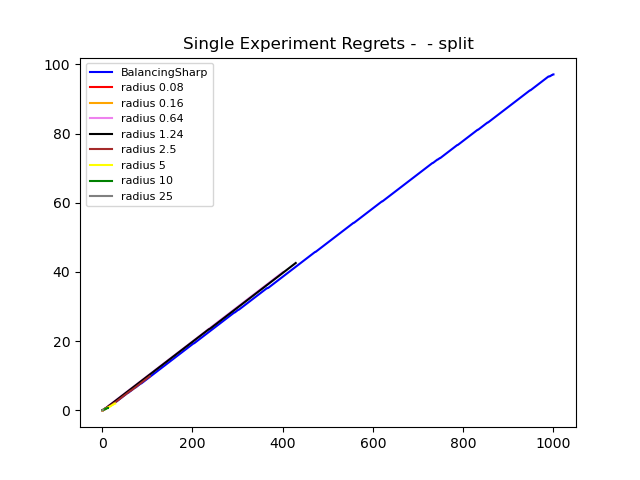 Single Experiment Regrets -  - split
100
80
60
40
20
0
BalancingSharp
radius 0.08
radius 0.16
radius 0.64
radius 1.24
radius 2.5
radius 5
radius 10
radius 25
0 200 400 600 800 1000